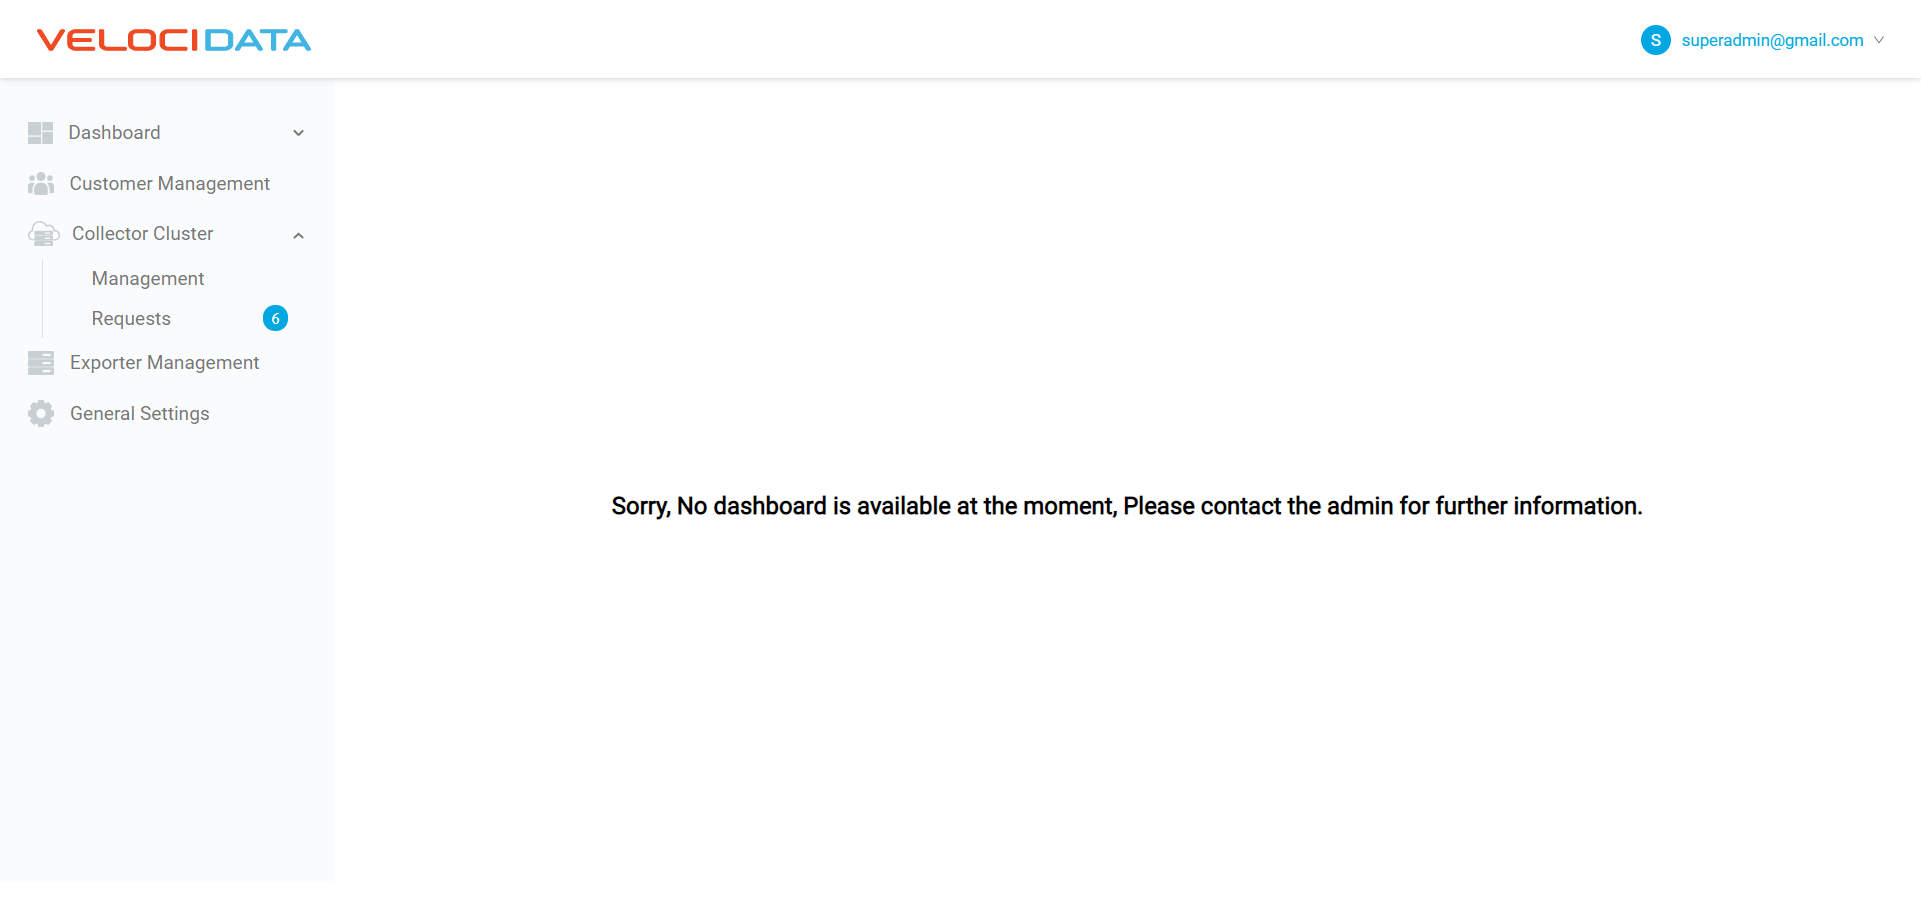 VELOCIDATA
S superadmin@gmail.com
Dashboard
Customer Management
Collector Cluster
Management
Requests 6
Exporter Management
General Settings
Sorry, No dashboard is available at the moment, Please contact the admin for further information.